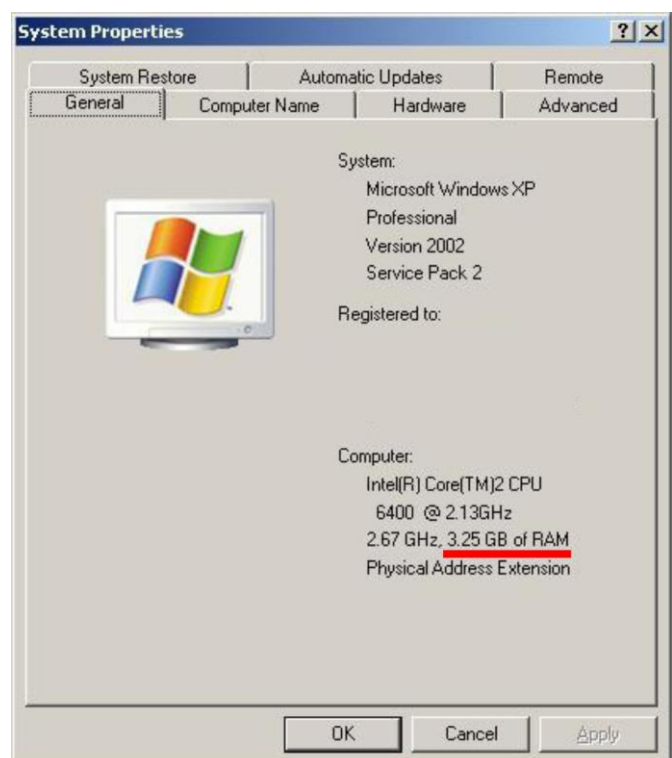 System Properties
System Restore
Automatic Updates
Remote
General
Computer Name
Hardware
Advanced
System:
Microsoft Windows XP
Professional
Version 2002
Service Pack 2
Registered to:
Computer:
Intel(R) Core(TM)2 CPU
6400 @ 2.13GHz
2.67 GHz, 3.25 GB of RAM
Physical Address Extension
OK
Cancel
Apply